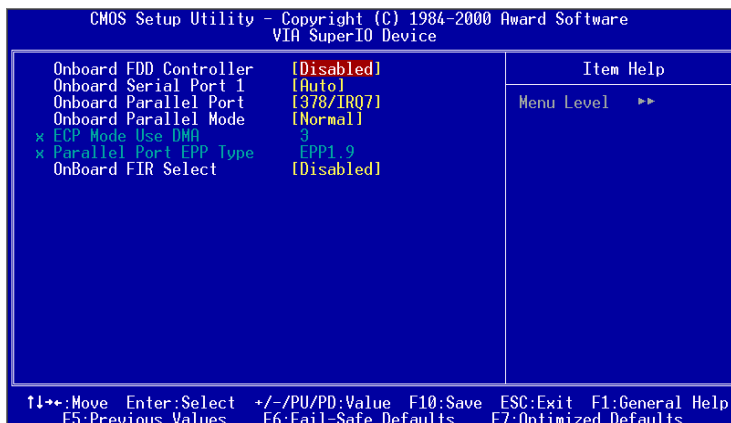 CMOS Setup Utility - Copyright (C) 1984-2000 Award Software
VIA SuperIO Device
Onboard FDD Controller [Disabled]
Onboard Serial Port 1 [Auto]
Onboard Parallel Port [378/IRQ7]
Onboard Parallel Mode [Normal]
x ECP Mode Use DMA 3
x Parallel Port EPP Type EPP1.9
OnBoard FIR Select [Disabled]
Item Help
Menu Level ►►
↑↓→←:Move Enter:Select +/-/PU/PD:Value F10:Save ESC:Exit F1:General Help
F5:Previous Values F6:Fail-Safe Defaults F7:Optimized Defaults